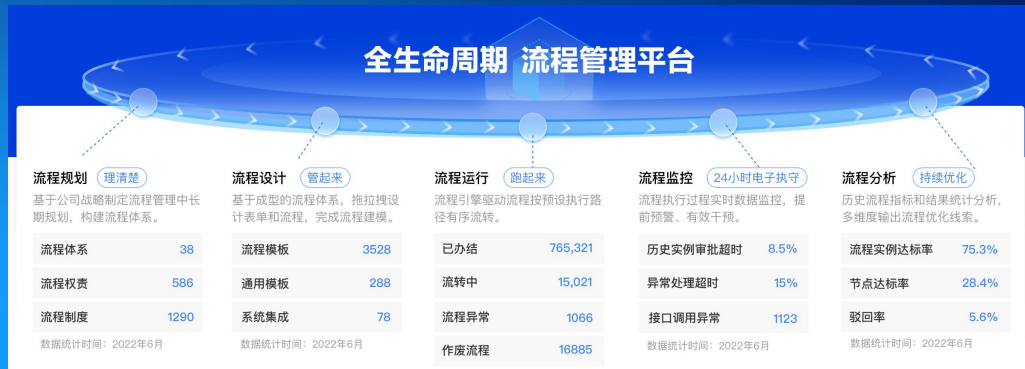 全生命周期 流程管理平台
流程规划 理清楚
基于公司战略制定流程管理中长
期规划，构建流程体系。
流程体系 38
流程权责 586
流程制度 1290
数据统计时间：2022年6月
流程设计 管起来
基于成型的流程体系，拖拉拽设
计表单和流程，完成流程建模。
流程模板 3528
通用模板 288
系统集成 78
数据统计时间：2022年6月
流程运行 跑起来
流程引擎驱动流程按预设执行路
径有序流转。
已办结 765,321
流转中 15,021
流程异常 1066
作废流程 16885
流程监控 24小时电子执守
流程执行过程实时数据监控，提
前预警、有效干预。
历史实例审批超时 8.5%
异常处理超时 15%
接口调用异常 1123
数据统计时间：2022年6月
流程分析 持续优化
历史流程指标和结果统计分析，
多维度输出流程优化线索。
流程实例达标率 75.3%
节点达标率 28.4%
驳回率 5.6%
数据统计时间：2022年6月